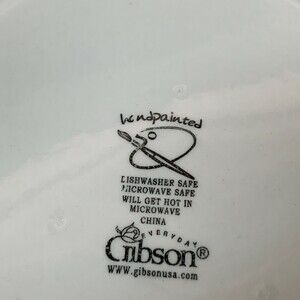 handpainted
DISHWASHER SAFE
MICROWAVE SAFE
WILL GET HOT IN
MICROWAVE
CHINA
EVERYDAY
Gibson®
www.gibsonusa.com